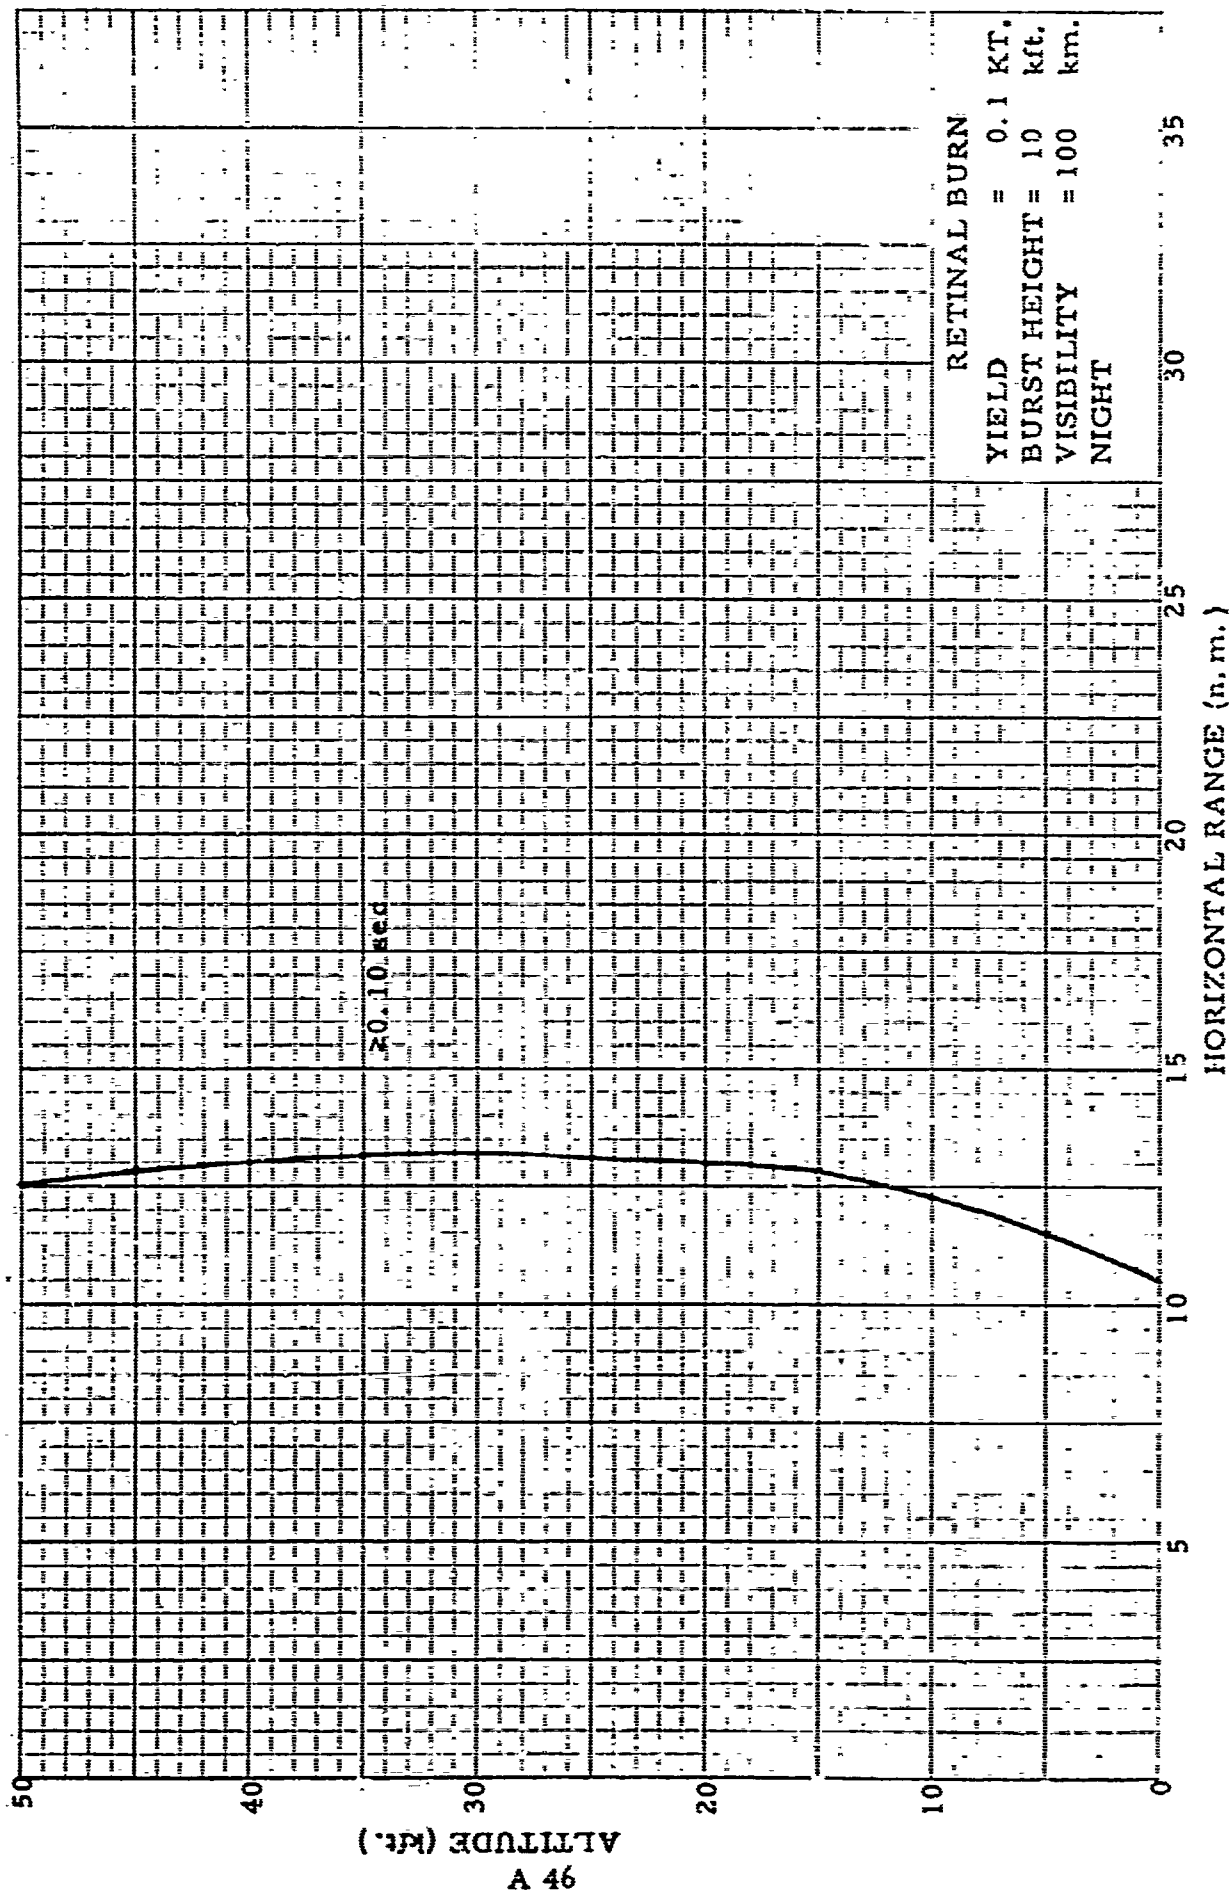 50
40
30
20
10
0
ALTITUDE (kft.)
≥0.10 sec
RETINAL BURN
YIELD = 0.1 KT.
BURST HEIGHT = 10 kft.
VISIBILITY = 100 km.
NIGHT
5
10
15
20
25
30
35
HORIZONTAL RANGE (n.m.)
A 46